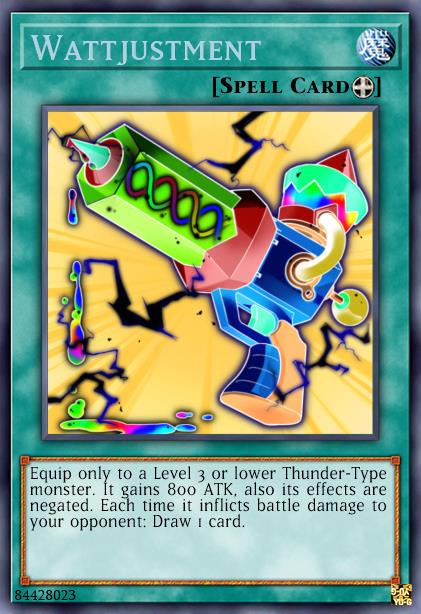 Wattjustment
魔
[Spell Card]
Equip only to a Level 3 or lower Thunder-Type
monster. It gains 800 ATK, also its effects are
negated. Each time it inflicts battle damage to
your opponent: Draw 1 card.
84428023